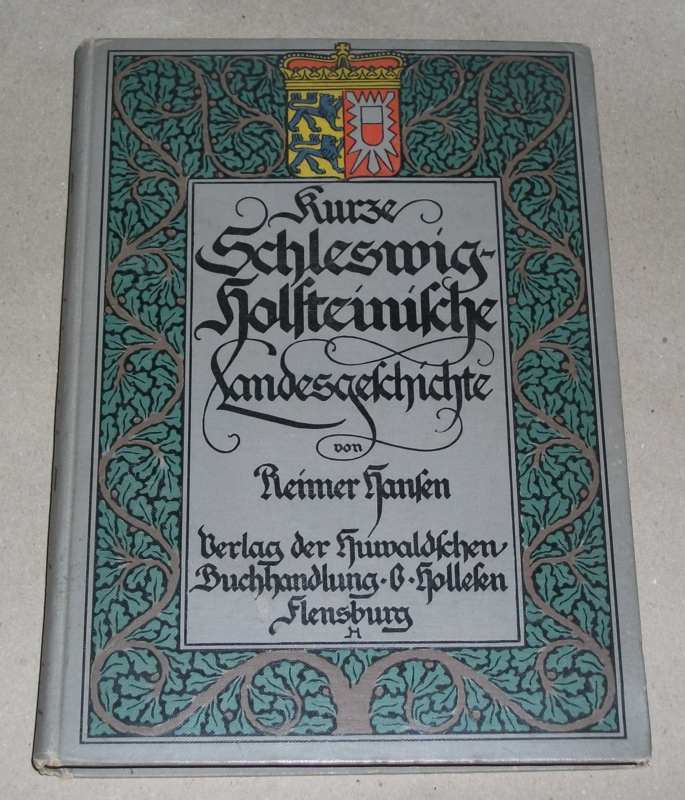 Kurze
Schleswig-
Holsteinische
Landesgeschichte
von
Reimer Hansen
Verlag der Huwaldschen
Buchhandlung · O · Hollesen
Flensburg
H